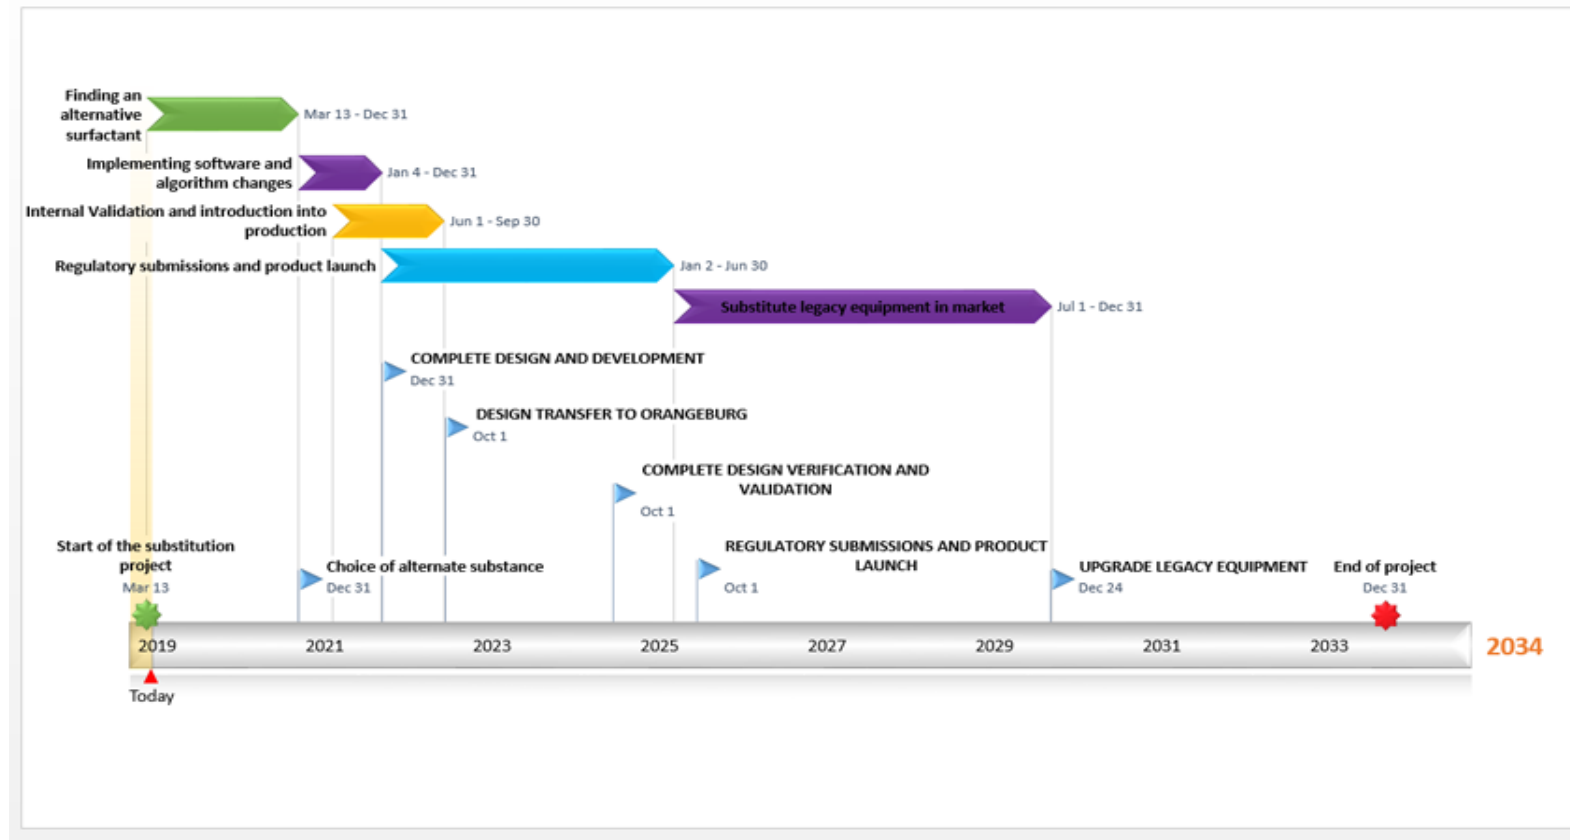 Finding an
alternative
surfactant
Mar 13 - Dec 31
Implementing software and
algorithm changes
Jan 4 - Dec 31
Internal Validation and introduction into
production
Jun 1 - Sep 30
Regulatory submissions and product launch
Jan 2 - Jun 30
Substitute legacy equipment in market
Jul 1 - Dec 31
COMPLETE DESIGN AND DEVELOPMENT
Dec 31
DESIGN TRANSFER TO ORANGEBURG
Oct 1
COMPLETE DESIGN VERIFICATION AND
VALIDATION
Oct 1
Start of the substitution
project
Mar 13
Choice of alternate substance
Dec 31
REGULATORY SUBMISSIONS AND PRODUCT
LAUNCH
Oct 1
UPGRADE LEGACY EQUIPMENT
Dec 24
End of project
Dec 31
2019 2021 2023 2025 2027 2029 2031 2033 2034
Today